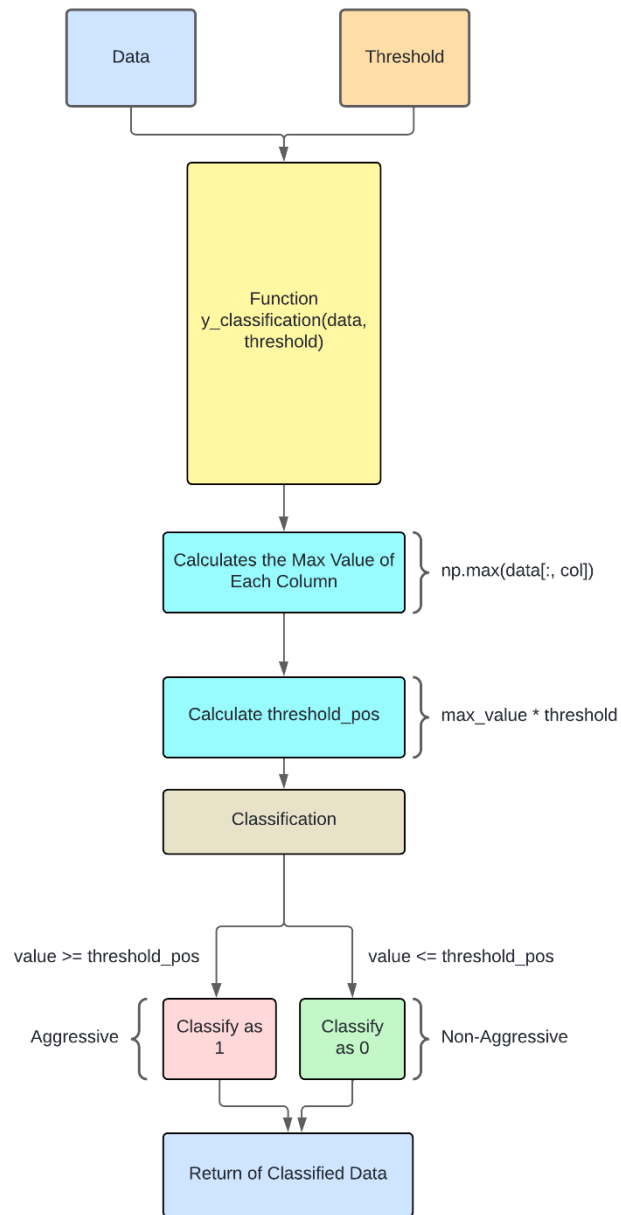 Data
Threshold
Function
y_classification(data,
threshold)
Calculates the Max Value of
Each Column
np.max(data[:, col])
Calculate threshold_pos
max_value * threshold
Classification
value >= threshold_pos
value <= threshold_pos
Aggressive
Classify as
1
Classify
as 0
Non-Aggressive
Return of Classified Data